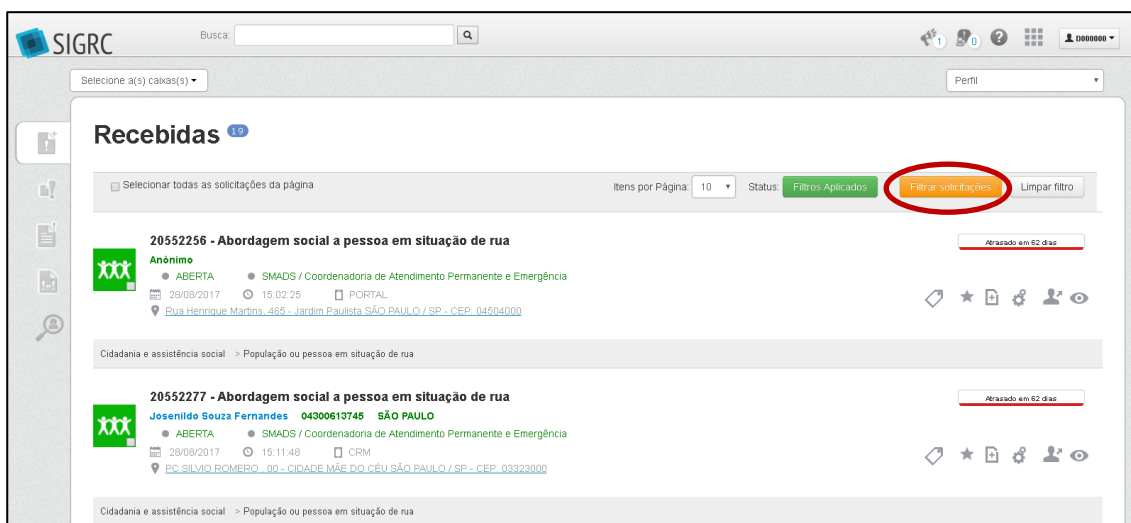 SIGRC
Busca:
1
0
D000000
Selecione a(s) caixas(s)
Perfil
Recebidas 19
Selecionar todas as solicitações da página
Itens por Página: 10 Status: Filtros Aplicados Filtrar solicitações Limpar filtro
20552256 - Abordagem social a pessoa em situação de rua
Atrasado em 62 dias
Anônimo
ABERTA SMADS / Coordenadoria de Atendimento Permanente e Emergência
28/08/2017 15:02:25 PORTAL
Rua Henrique Martins, 465 - Jardim Paulista SÃO PAULO / SP - CEP: 04504000
Cidadania e assistência social > População ou pessoa em situação de rua
20552277 - Abordagem social a pessoa em situação de rua
Atrasado em 62 dias
Josenildo Souza Fernandes 04300613745 SÃO PAULO
ABERTA SMADS / Coordenadoria de Atendimento Permanente e Emergência
28/08/2017 15:11:48 CRM
PC SILVIO ROMERO , 00 - CIDADE MÃE DO CÉU SÃO PAULO / SP - CEP: 03323000
Cidadania e assistência social > População ou pessoa em situação de rua